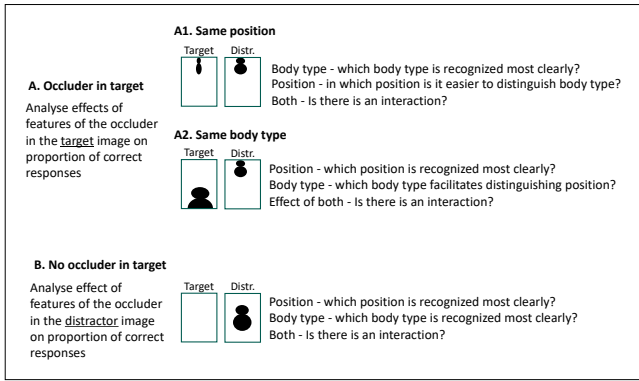 A1. Same position
Target Distr.
A. Occluder in target
Analyse effects of
features of the occluder
in the target image on
proportion of correct
responses
Body type - which body type is recognized most clearly?
Position - in which position is it easier to distinguish body type?
Both - Is there an interaction?
A2. Same body type
Target Distr.
Position - which position is recognized most clearly?
Body type - which body type facilitates distinguishing position?
Effect of both - Is there an interaction?
B. No occluder in target
Analyse effect of
features of the occluder
in the distractor image
on proportion of correct
responses
Target Distr.
Position - which position is recognized most clearly?
Body type - which body type is recognized most clearly?
Both - Is there an interaction?